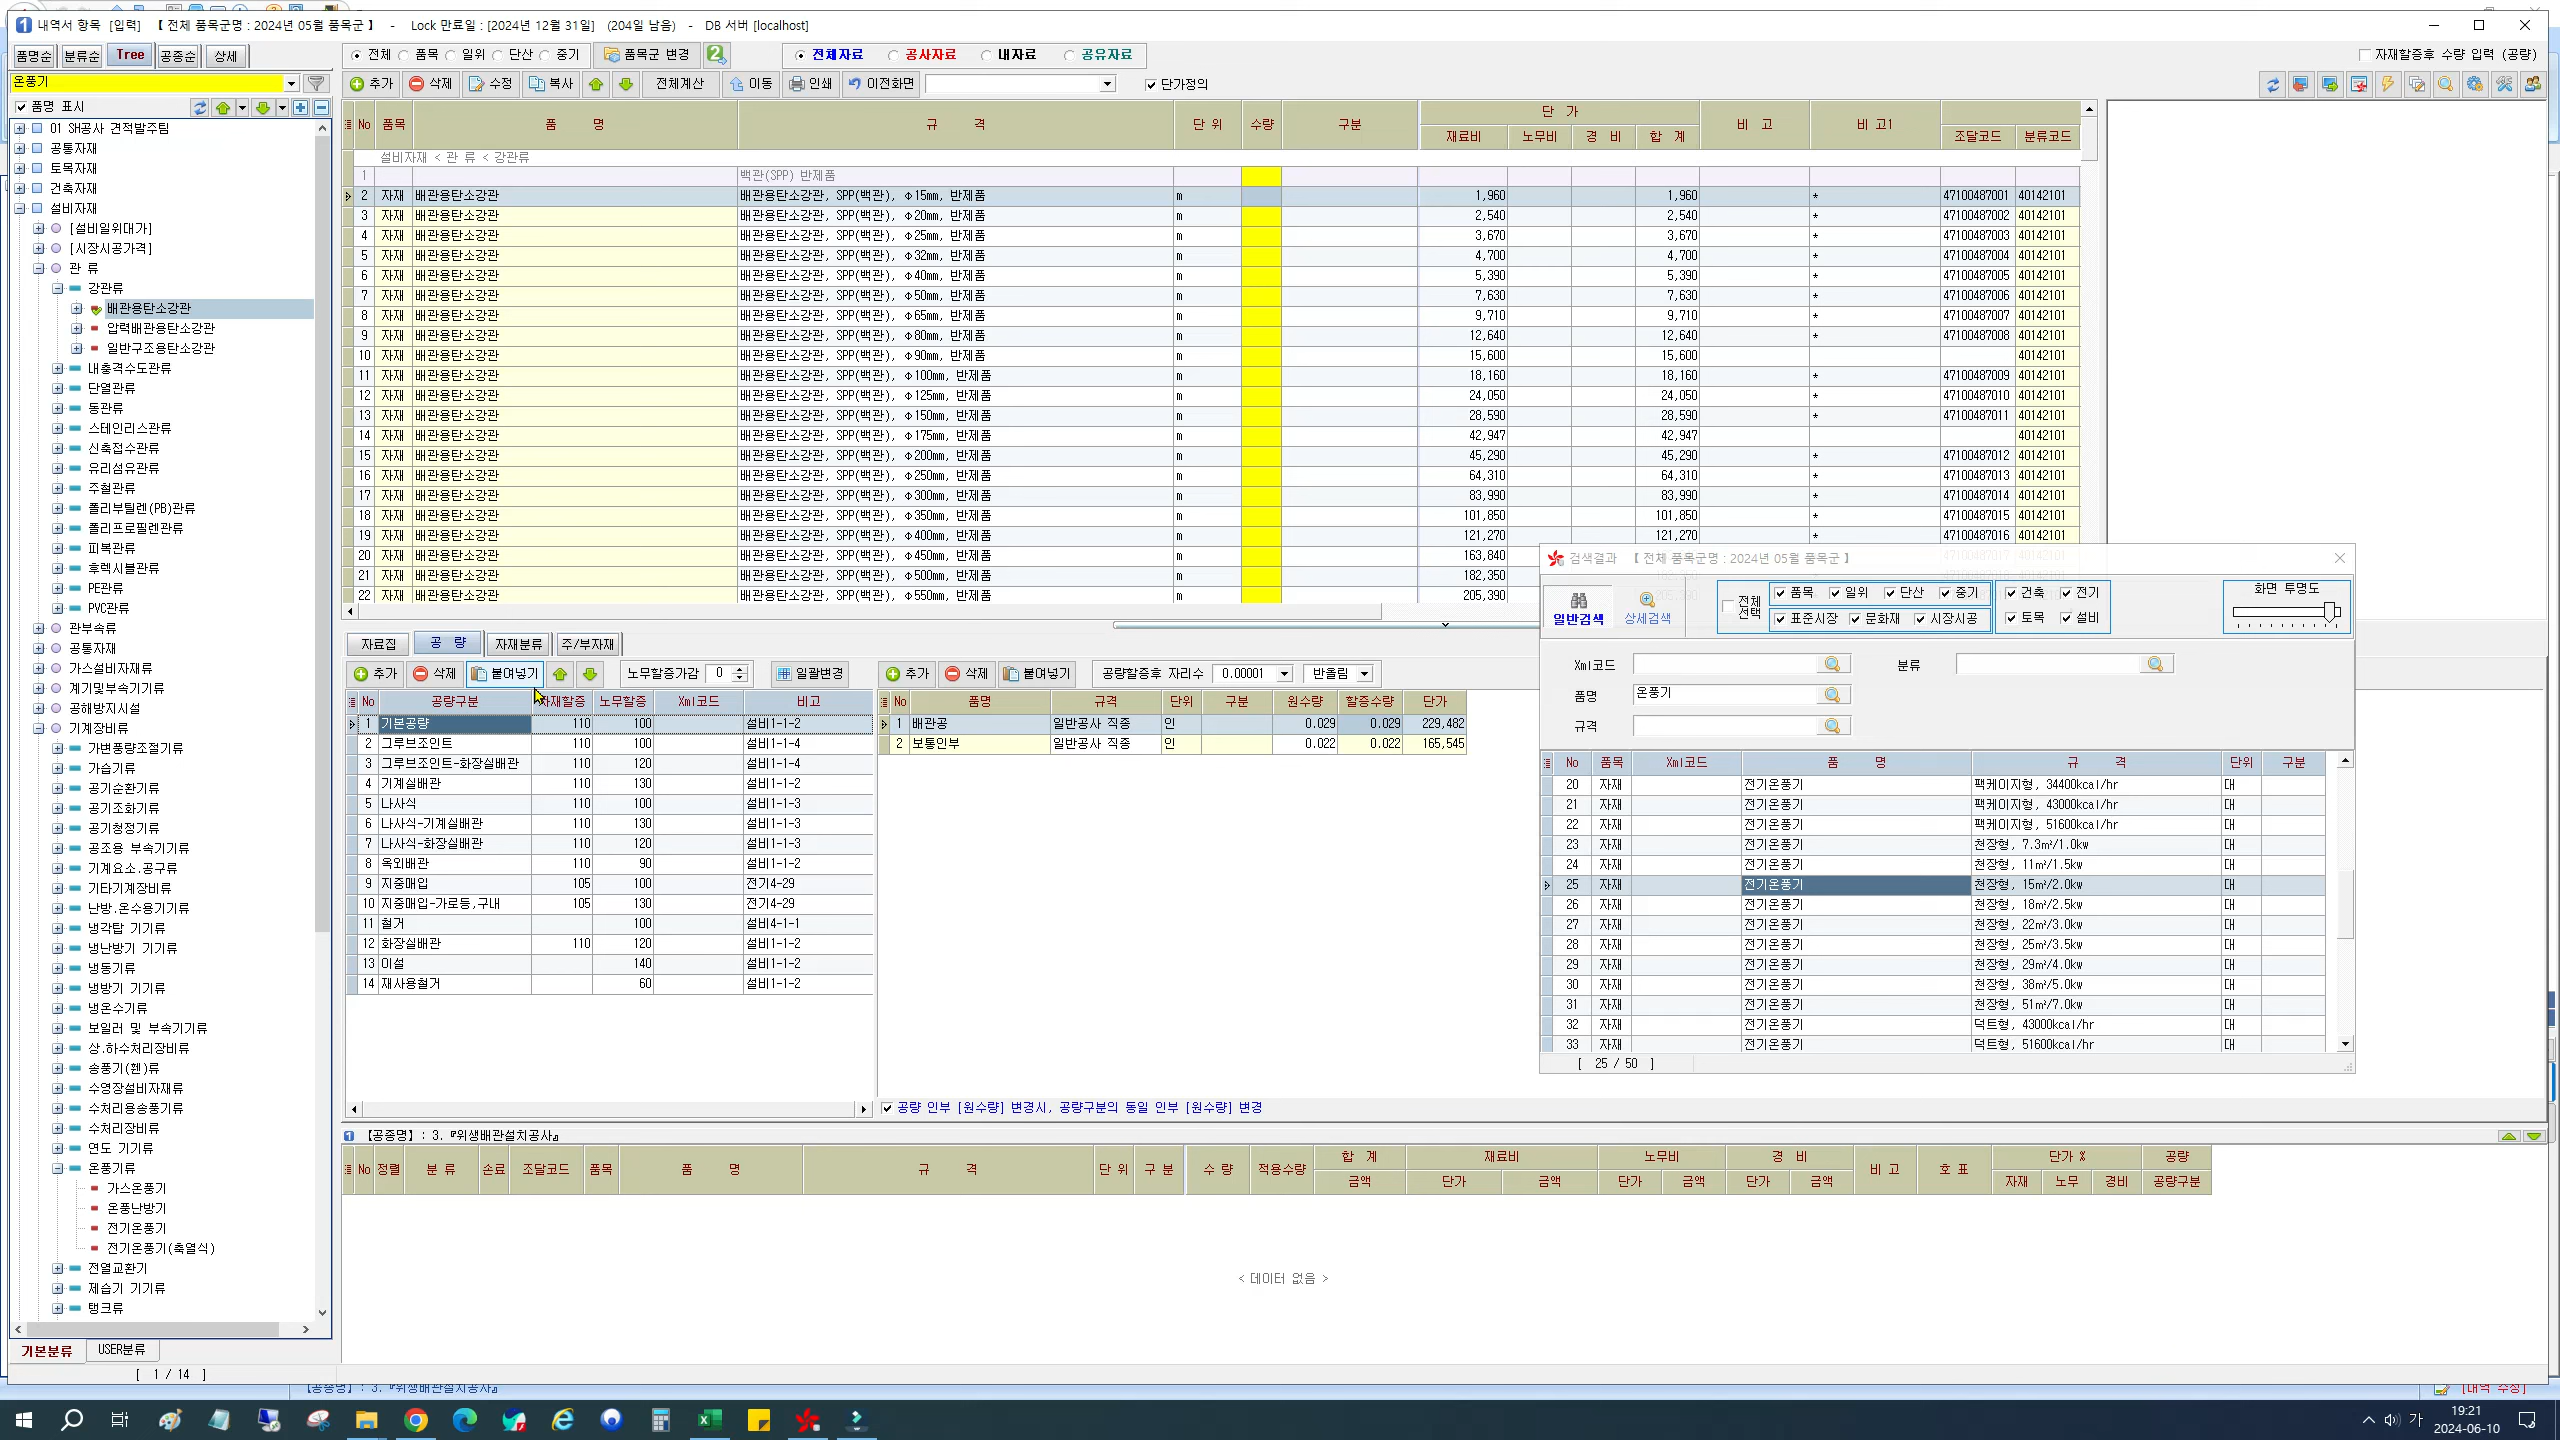 내역서 항목 [입력] 【 전체 품목군명 : 2024년 05월 품목군 】 - Lock 만료일 : [2024년 12월 31일] (204일 남음) - DB 서버 [localhost]
품명순 분류순 Tree 공종순 상세
전체 품목 일위 단산 중기 품목군 변경 전체자료 공사자료 내자료 공유자료 자재할증후 수량 입력 (공량)
온풍기
추가 삭제 수정 복사 전체계산 이동 인쇄 이전화면 단가정의
품명 표시
01 SH공사 견적발주팀
공통자재
토목자재
건축자재
설비자재
[설비일위대가]
[시장시공가격]
관 류
강관류
배관용탄소강관
압력배관용탄소강관
일반구조용탄소강관
내충격수도관류
단열관류
동관류
스테인리스관류
신축접수관류
유리섬유관류
주철관류
폴리부틸렌(PB)관류
폴리프로필렌관류
피복관류
후렉시블관류
PE관류
PVC관류
관부속류
공통자재
가스설비자재류
계기및부속기기류
공해방지시설
기계장비류
가변풍량조절기류
가습기류
공기순환기류
공기조화기류
공기청정기류
공조용 부속기기류
기계요소.공구류
기타기계장비류
난방.온수용기기류
냉각탑 기기류
냉난방기 기기류
냉동기류
냉방기 기기류
냉온수기류
보일러 및 부속기기류
상.하수처리장비류
송풍기(휀)류
수영장설비자재류
수처리용송풍기류
수처리장비류
연도 기기류
온풍기류
가스온풍기
온풍난방기
전기온풍기
전기온풍기(축열식)
전열교환기
제습기 기기류
탱크류
기본분류 USER분류
[ 1 / 14 ]
No 품목 품 명 규 격 단 위 수량 구분 단 가 비 고 비 고1
재료비 노무비 경 비 합 계 조달코드 분류코드
설비자재 < 관 류 < 강관류
1 백관(SPP) 반제품
2 자재 배관용탄소강관 배관용탄소강관, SPP(백관), Φ15mm, 반제품 m 1,960 1,960 * 47100487001 40142101
3 자재 배관용탄소강관 배관용탄소강관, SPP(백관), Φ20mm, 반제품 m 2,540 2,540 * 47100487002 40142101
4 자재 배관용탄소강관 배관용탄소강관, SPP(백관), Φ25mm, 반제품 m 3,670 3,670 * 47100487003 40142101
5 자재 배관용탄소강관 배관용탄소강관, SPP(백관), Φ32mm, 반제품 m 4,700 4,700 * 47100487004 40142101
6 자재 배관용탄소강관 배관용탄소강관, SPP(백관), Φ40mm, 반제품 m 5,390 5,390 * 47100487005 40142101
7 자재 배관용탄소강관 배관용탄소강관, SPP(백관), Φ50mm, 반제품 m 7,630 7,630 * 47100487006 40142101
8 자재 배관용탄소강관 배관용탄소강관, SPP(백관), Φ65mm, 반제품 m 9,710 9,710 * 47100487007 40142101
9 자재 배관용탄소강관 배관용탄소강관, SPP(백관), Φ80mm, 반제품 m 12,640 12,640 * 47100487008 40142101
10 자재 배관용탄소강관 배관용탄소강관, SPP(백관), Φ90mm, 반제품 m 15,600 15,600 40142101
11 자재 배관용탄소강관 배관용탄소강관, SPP(백관), Φ100mm, 반제품 m 18,160 18,160 * 47100487009 40142101
12 자재 배관용탄소강관 배관용탄소강관, SPP(백관), Φ125mm, 반제품 m 24,050 24,050 * 47100487010 40142101
13 자재 배관용탄소강관 배관용탄소강관, SPP(백관), Φ150mm, 반제품 m 28,590 28,590 * 47100487011 40142101
14 자재 배관용탄소강관 배관용탄소강관, SPP(백관), Φ175mm, 반제품 m 42,947 42,947 40142101
15 자재 배관용탄소강관 배관용탄소강관, SPP(백관), Φ200mm, 반제품 m 45,290 45,290 * 47100487012 40142101
16 자재 배관용탄소강관 배관용탄소강관, SPP(백관), Φ250mm, 반제품 m 64,310 64,310 * 47100487013 40142101
17 자재 배관용탄소강관 배관용탄소강관, SPP(백관), Φ300mm, 반제품 m 83,990 83,990 * 47100487014 40142101
18 자재 배관용탄소강관 배관용탄소강관, SPP(백관), Φ350mm, 반제품 m 101,850 101,850 * 47100487015 40142101
19 자재 배관용탄소강관 배관용탄소강관, SPP(백관), Φ400mm, 반제품 m 121,270 121,270 * 47100487016 40142101
20 자재 배관용탄소강관 배관용탄소강관, SPP(백관), Φ450mm, 반제품 m 163,840
21 자재 배관용탄소강관 배관용탄소강관, SPP(백관), Φ500mm, 반제품 m 182,350
22 자재 배관용탄소강관 배관용탄소강관, SPP(백관), Φ550mm, 반제품 m 205,390
자료집 공 량 자재분류 주/부자재
추가 삭제 붙여넣기 노무할증가감 0 일괄변경
No 공량구분 자재할증 노무할증 Xml코드 비고
1 기본공량 110 100 설비1-1-2
2 그루브조인트 110 100 설비1-1-4
3 그루브조인트-화장실배관 110 120 설비1-1-4
4 기계실배관 110 130 설비1-1-2
5 나사식 110 100 설비1-1-3
6 나사식-기계실배관 110 130 설비1-1-3
7 나사식-화장실배관 110 120 설비1-1-3
8 옥외배관 110 90 설비1-1-2
9 지중매입 105 100 전기4-29
10 지중매입-가로등,구내 105 130 전기4-29
11 철거 100 설비4-1-1
12 화장실배관 110 120 설비1-1-2
13 이설 140 설비1-1-2
14 재사용철거 60 설비1-1-2
추가 삭제 붙여넣기 공량할증후 자리수 0.00001 반올림
No 품명 규격 단위 구분 원수량 할증수량 단가
1 배관공 일반공사 직종 인 0.029 0.029 229,482
2 보통인부 일반공사 직종 인 0.022 0.022 165,545
공량 인부 [원수량] 변경시, 공량구분의 동일 인부 [원수량] 변경
검색결과 【 전체 품목군명 : 2024년 05월 품목군 】
일반검색 상세검색 전체 선택 품목 일위 단산 중기 건축 전기 화면 투명도
표준시장 문화재 시장시공 토목 설비
Xml코드 분류
품명 온풍기
규격
No 품목 Xml코드 품 명 규 격 단위 구분
20 자재 전기온풍기 팩케이지형, 34400kcal/hr 대
21 자재 전기온풍기 팩케이지형, 43000kcal/hr 대
22 자재 전기온풍기 팩케이지형, 51600kcal/hr 대
23 자재 전기온풍기 천장형, 7.3㎡/1.0kw 대
24 자재 전기온풍기 천장형, 11㎡/1.5kw 대
25 자재 전기온풍기 천장형, 15㎡/2.0kw 대
26 자재 전기온풍기 천장형, 18㎡/2.5kw 대
27 자재 전기온풍기 천장형, 22㎡/3.0kw 대
28 자재 전기온풍기 천장형, 25㎡/3.5kw 대
29 자재 전기온풍기 천장형, 29㎡/4.0kw 대
30 자재 전기온풍기 천장형, 38㎡/5.0kw 대
31 자재 전기온풍기 천장형, 51㎡/7.0kw 대
32 자재 전기온풍기 덕트형, 43000kcal/hr 대
33 자재 전기온풍기 덕트형, 51600kcal/hr 대
[ 25 / 50 ]
【공종명】 : 3. 『위생배관설치공사』
No 정렬 분 류 손료 조달코드 품목 품 명 규 격 단 위 구 분 수 량 적용수량 합 계 재료비 노무비 경 비 비 고 호 표 단가 % 공량
금액 단가 금액 단가 금액 단가 금액 자재 노무 경비 공량구분
< 데이터 없음 >
【공종명】 : 3. 『위생배관설치공사』 [내역 수정]
가 19:21
2024-06-10